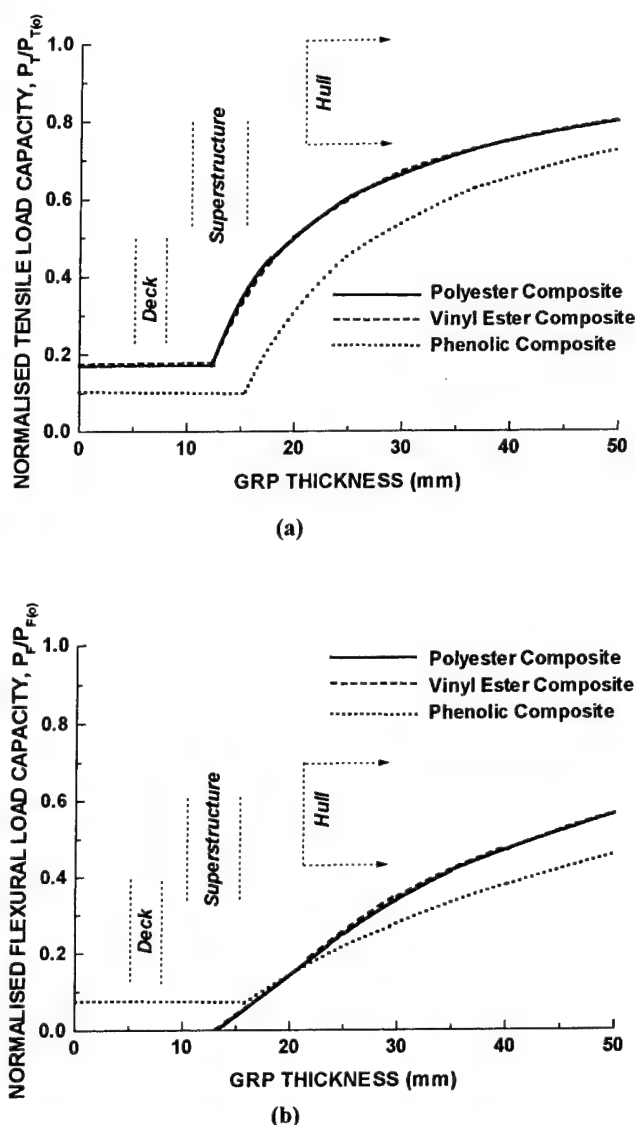 NORMALISED TENSILE LOAD CAPACITY, P_T/P_T(o)
1.0
0.8
0.6
0.4
0.2
0.0
Deck
Superstructure
Hull
Polyester Composite
Vinyl Ester Composite
Phenolic Composite
0 10 20 30 40 50
GRP THICKNESS (mm)
(a)
NORMALISED FLEXURAL LOAD CAPACITY, P_F/P_F(o)
1.0
0.8
0.6
0.4
0.2
0.0
Polyester Composite
Vinyl Ester Composite
Phenolic Composite
Deck
Superstructure
Hull
0 10 20 30 40 50
GRP THICKNESS (mm)
(b)